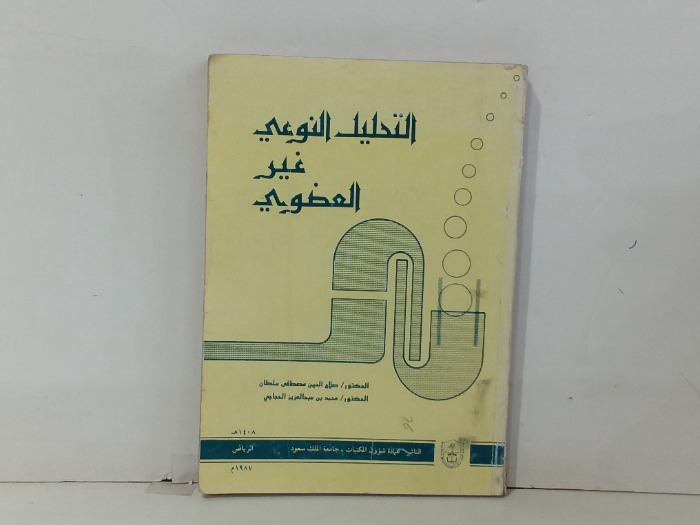 التحليل النوعي
غير
العضوي
الدكتور/ صلاح الدين مصطفى سلطان
الدكتور/ محمد بن عبدالعزيز الحجاجي
١٤٠٨هـ
الناشر: عمادة شؤون المكتبات - جامعة الملك سعود الرياض
١٩٨٧م